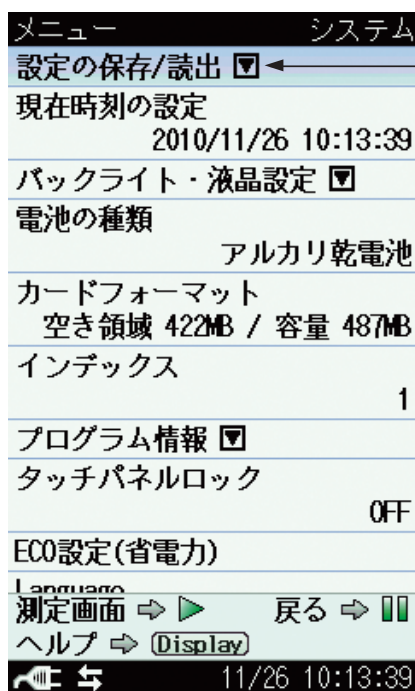 メニュー システム
設定の保存/読出 ▼
現在時刻の設定
2010/11/26 10:13:39
バックライト・液晶設定 ▼
電池の種類
アルカリ乾電池
カードフォーマット
空き領域 422MB / 容量 487MB
インデックス
1
プログラム情報 ▼
タッチパネルロック
OFF
ECO設定(省電力)
Language
測定画面 ⇨ ▷ 戻る ⇨ ▯▯
ヘルプ ⇨ (Display)
11/26 10:13:39